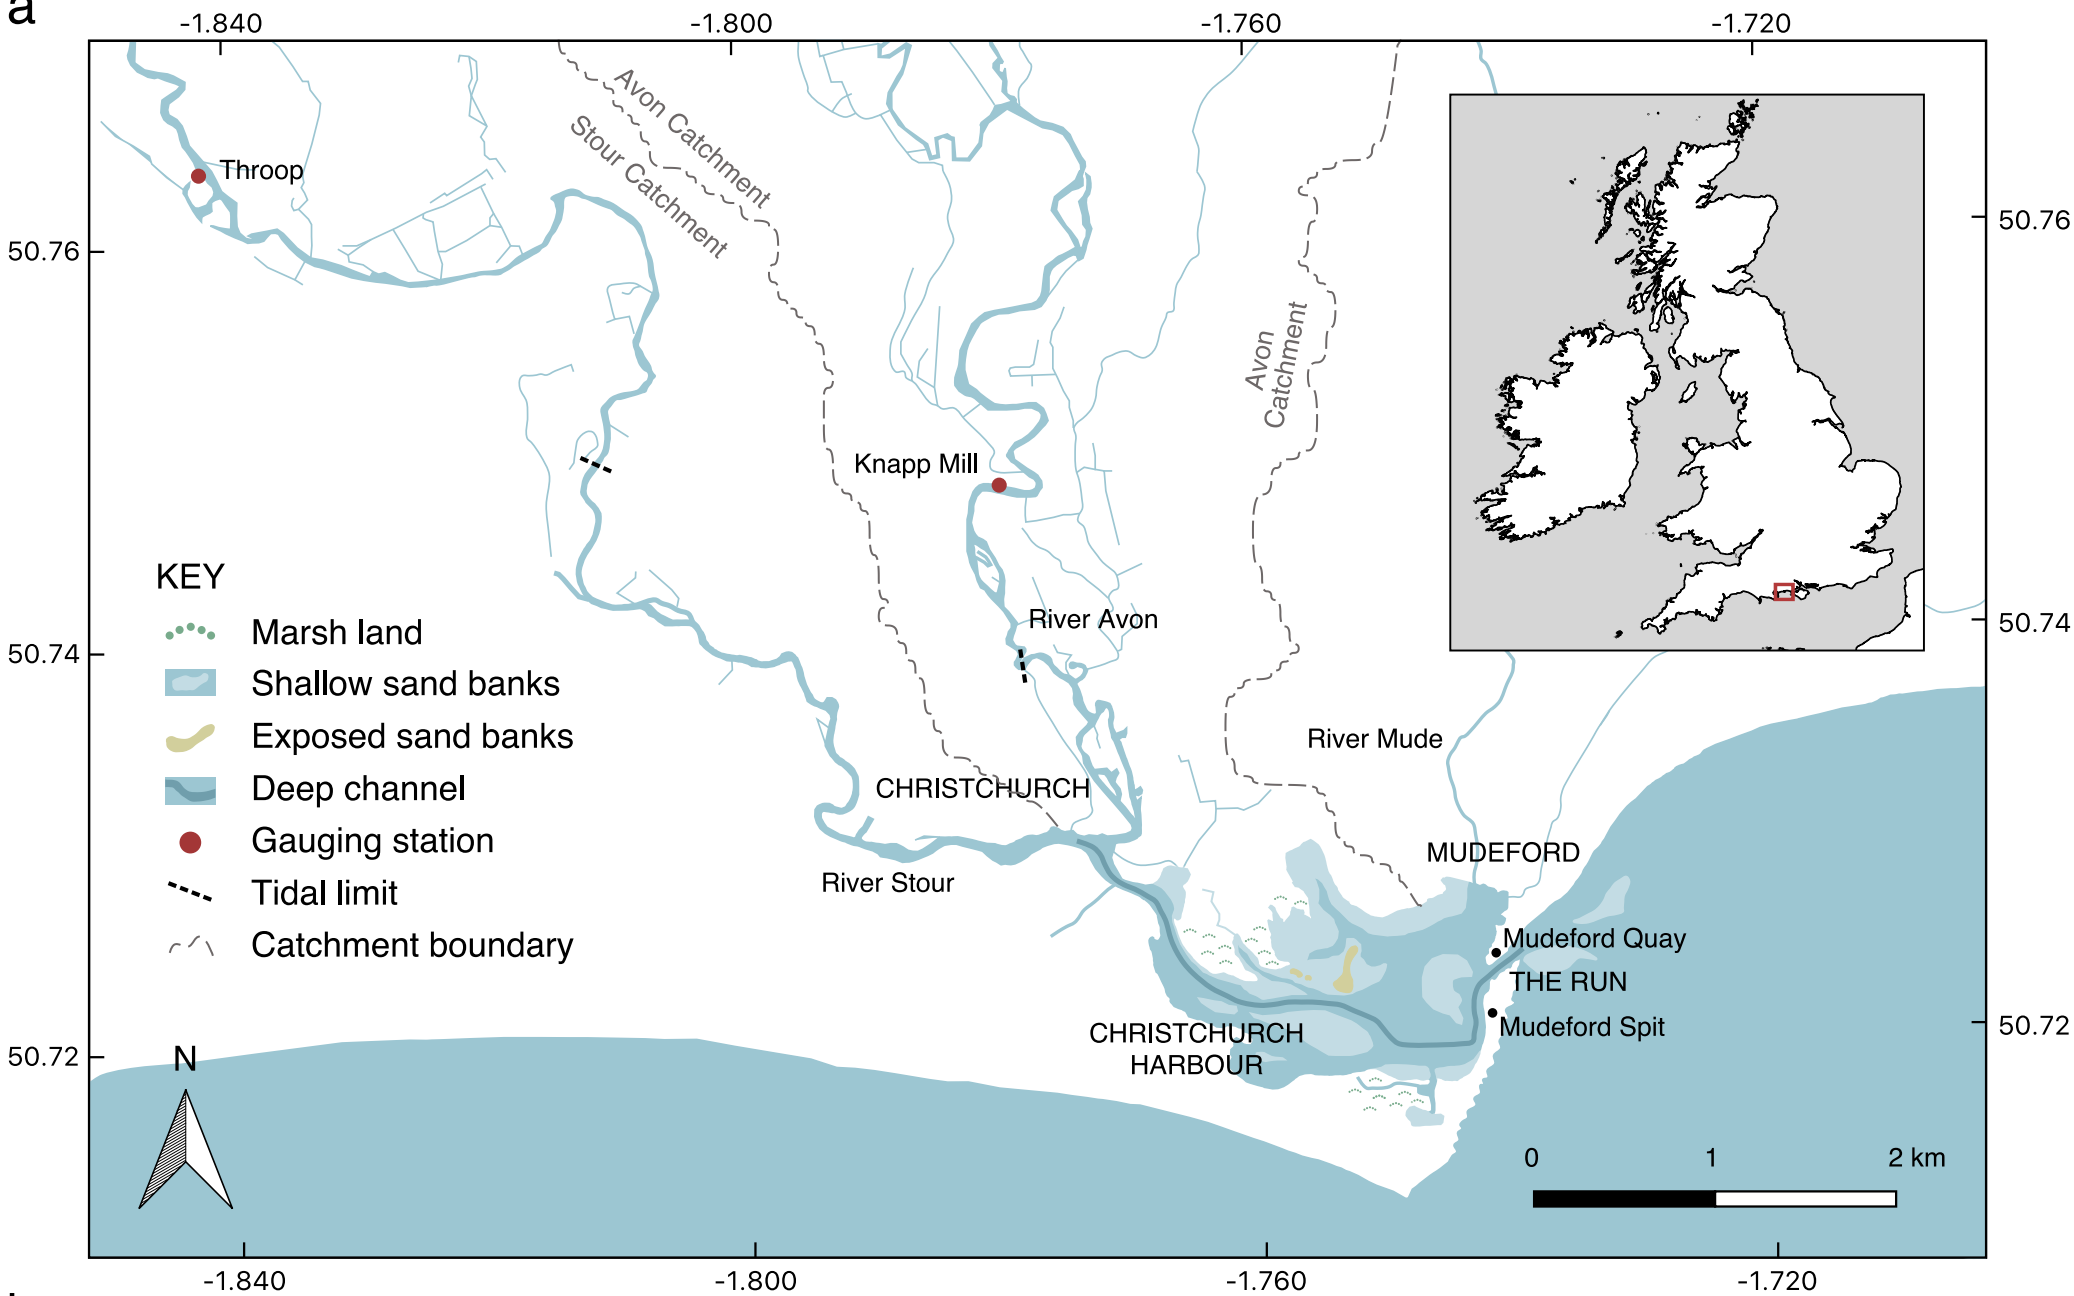 a
-1.840
-1.800
-1.760
-1.720
Avon Catchment
Stour Catchment
Throop
50.76
50.76
Avon
Catchment
Knapp Mill
KEY
Marsh land
Shallow sand banks
Exposed sand banks
Deep channel
Gauging station
Tidal limit
Catchment boundary
River Avon
50.74
50.74
River Mude
CHRISTCHURCH
MUDEFORD
River Stour
Mudeford Quay
THE RUN
Mudeford Spit
CHRISTCHURCH
HARBOUR
50.72
50.72
N
0 1 2 km
-1.840
-1.800
-1.760
-1.720